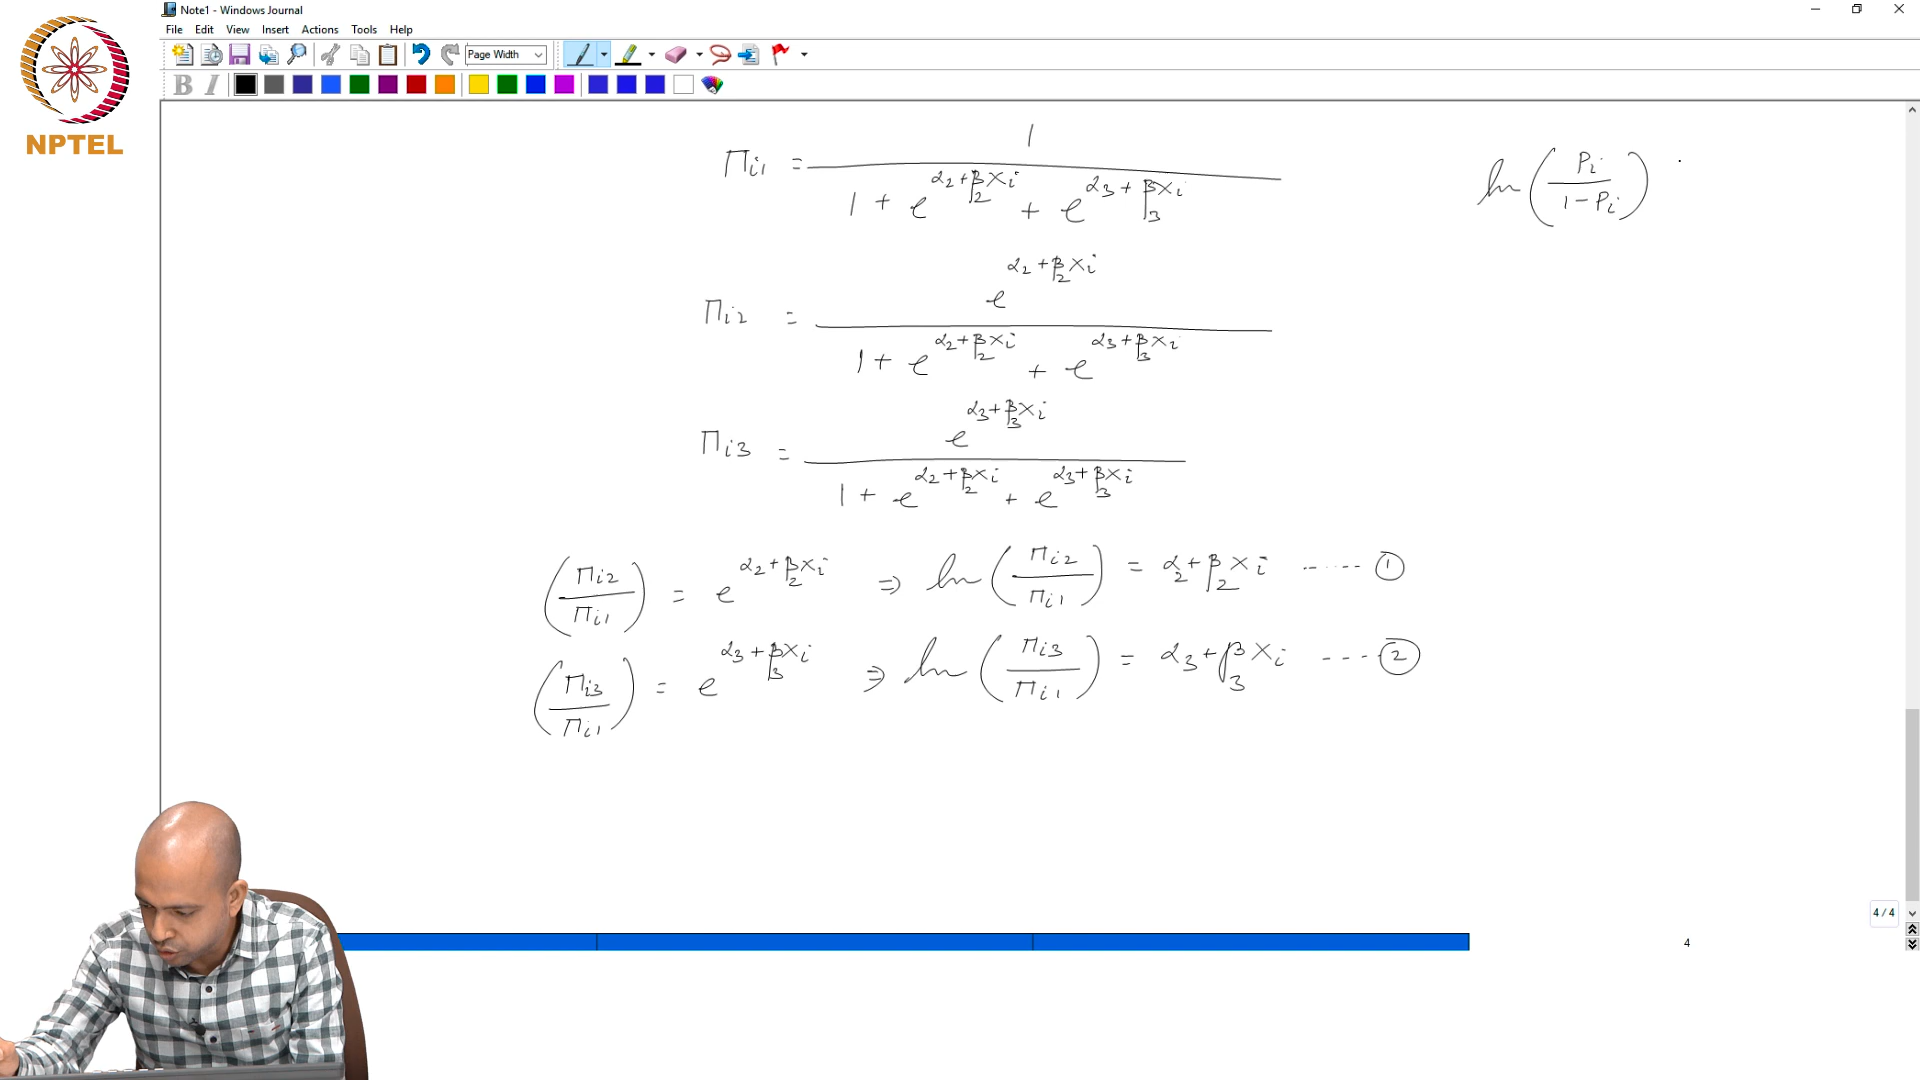 Note1 - Windows Journal
File Edit View Insert Actions Tools Help
Page Width
B I
NPTEL
Πi1 = 1 / (1 + e^(α2+β2Xi) + e^(α3+β3Xi))
ln(Pi / (1-Pi))
Πi2 = e^(α2+β2Xi) / (1 + e^(α2+β2Xi) + e^(α3+β3Xi))
Πi3 = e^(α3+β3Xi) / (1 + e^(α2+β2Xi) + e^(α3+β3Xi))
(Πi2 / Πi1) = e^(α2+β2Xi) ⇒ ln(Πi2 / Πi1) = α2+β2Xi ------ ①
(Πi3 / Πi1) = e^(α3+β3Xi) ⇒ ln(Πi3 / Πi1) = α3+β3Xi ---- ②
4 / 4
4